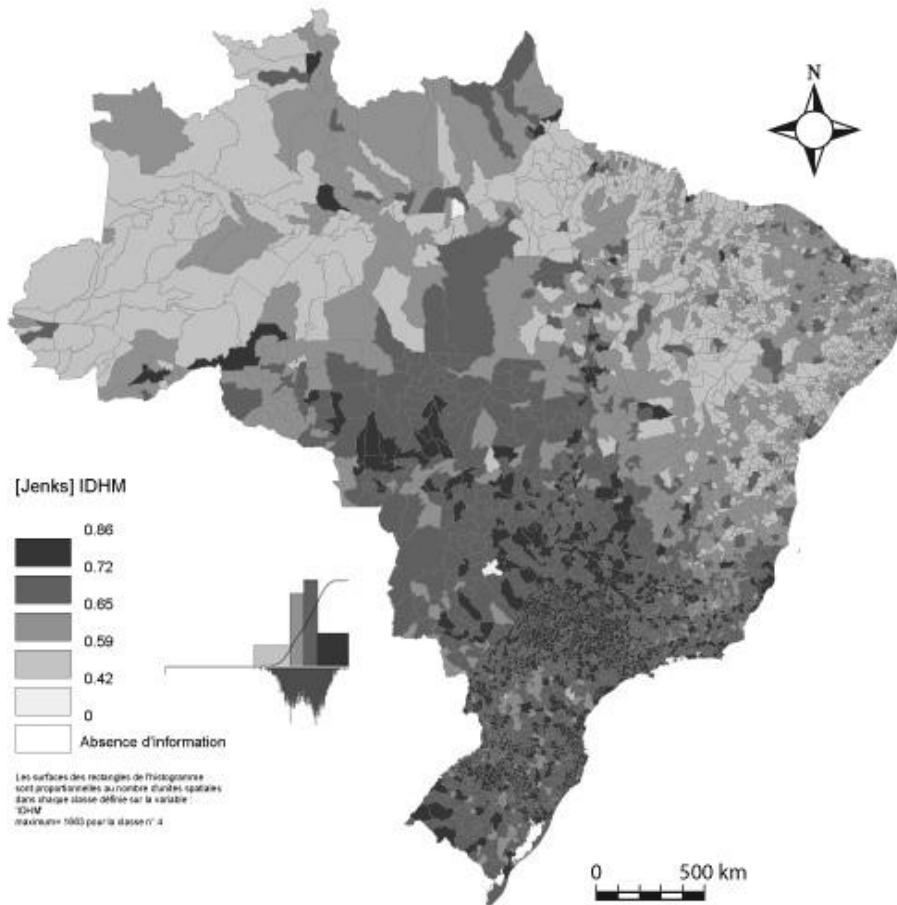 N
[Jenks] IDHM
0.86
0.72
0.65
0.59
0.42
0
Absence d'information
Les surfaces des rectangles de l'histogramme
sont proportionnelles au nombre d'unites spatiales
dans chaque classe définie sur la variable :
'IDHM'
maximum= 1663 pour la classe n° 4
0 500 km